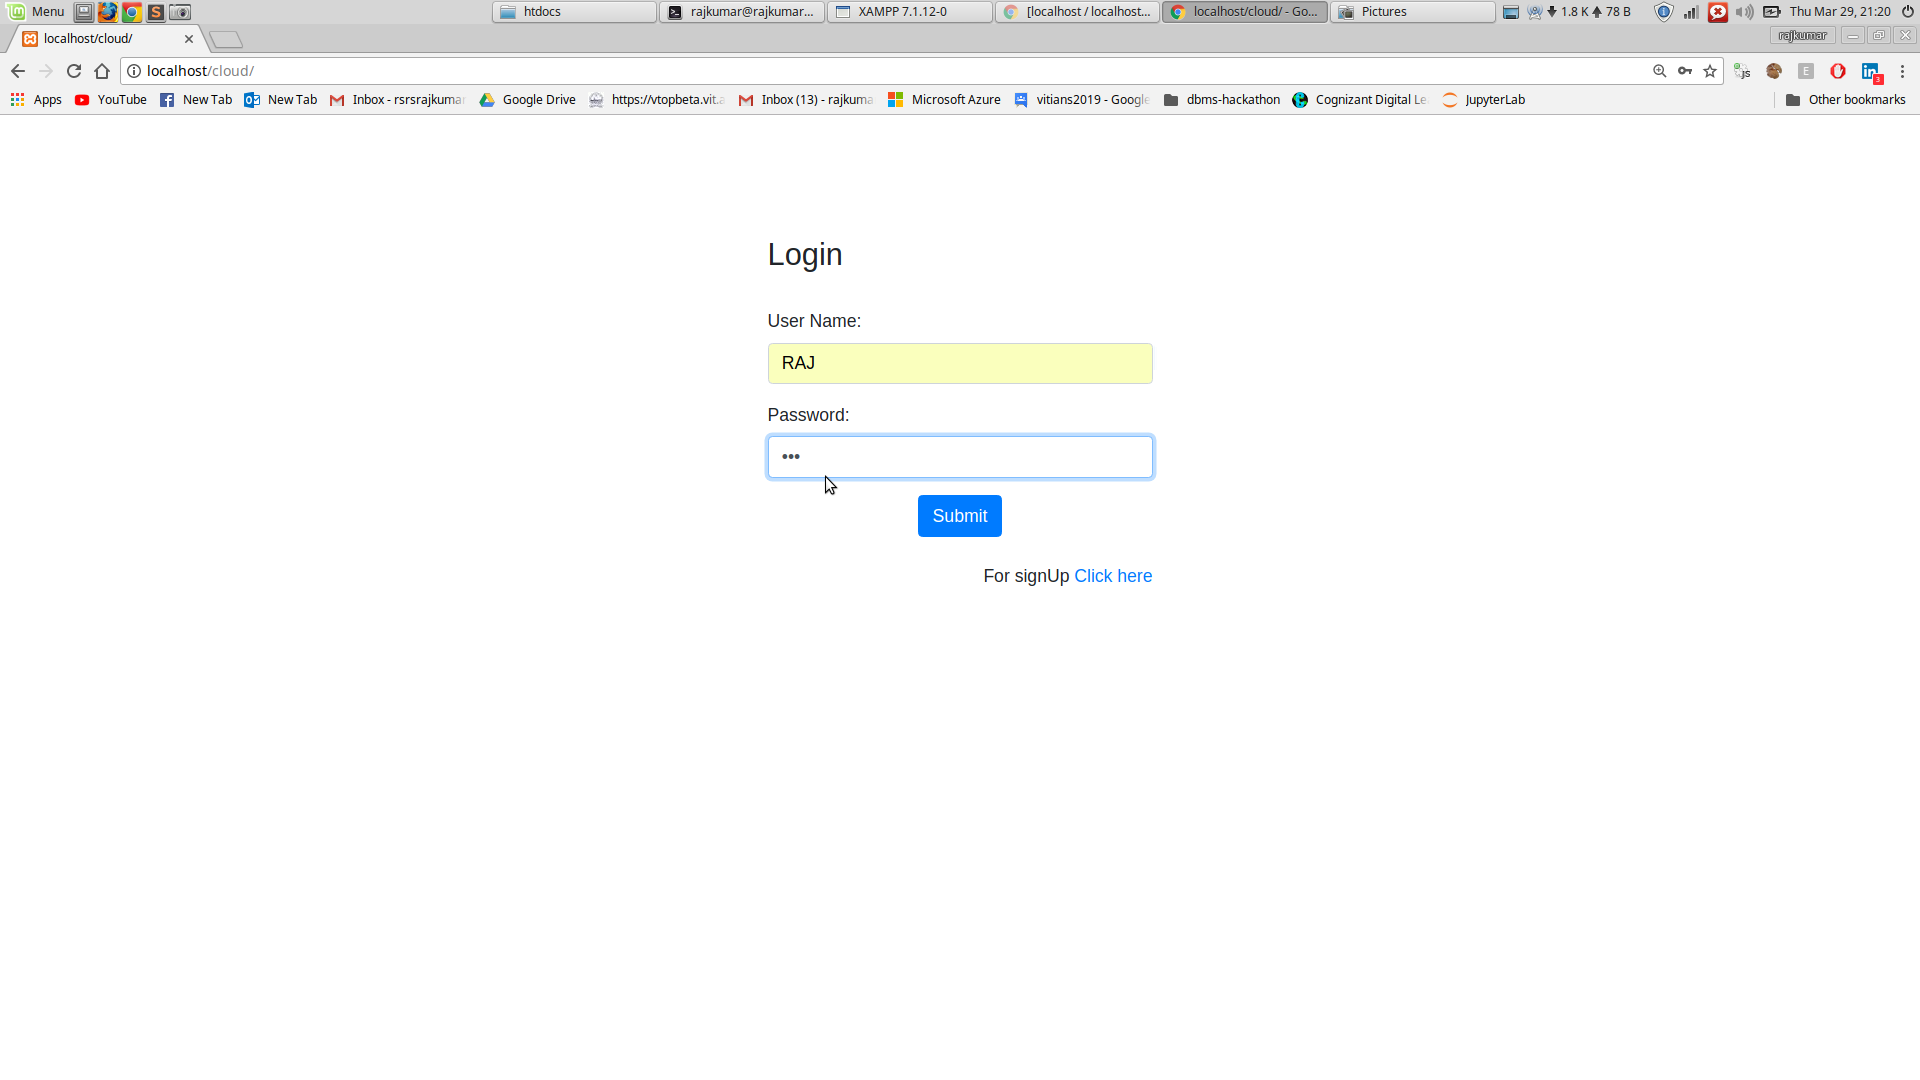 Menu htdocs rajkumar@rajkumar... XAMPP 7.1.12-0 [localhost / localhost... localhost/cloud/ - Go... Pictures 1.8 K 78 B Thu Mar 29, 21:20
localhost/cloud/ rajkumar
localhost/cloud/
Apps YouTube New Tab New Tab Inbox - rsrsrajkumar Google Drive https://vtopbeta.vit.a Inbox (13) - rajkuma Microsoft Azure vitians2019 - Google dbms-hackathon Cognizant Digital Le JupyterLab Other bookmarks
Login
User Name:
RAJ
Password:
•••
Submit
For signUp Click here